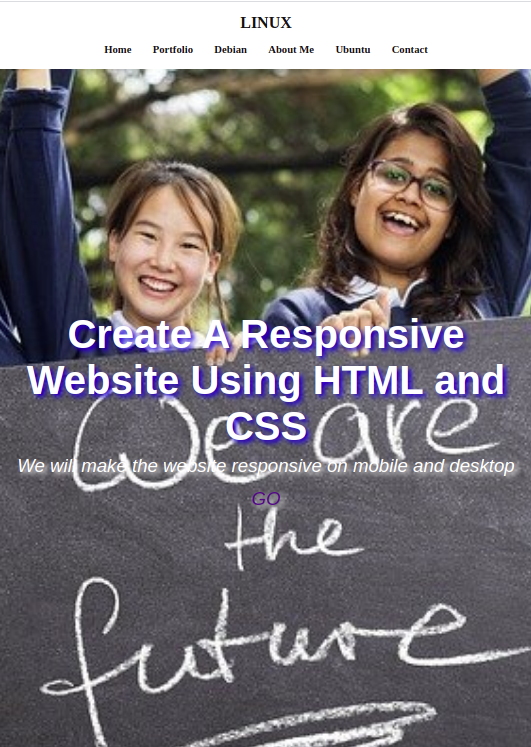 LINUX
Home Portfolio Debian About Me Ubuntu Contact
Create A Responsive
Website Using HTML and
CSS
We will make the website responsive on mobile and desktop
GO
We are
the
future